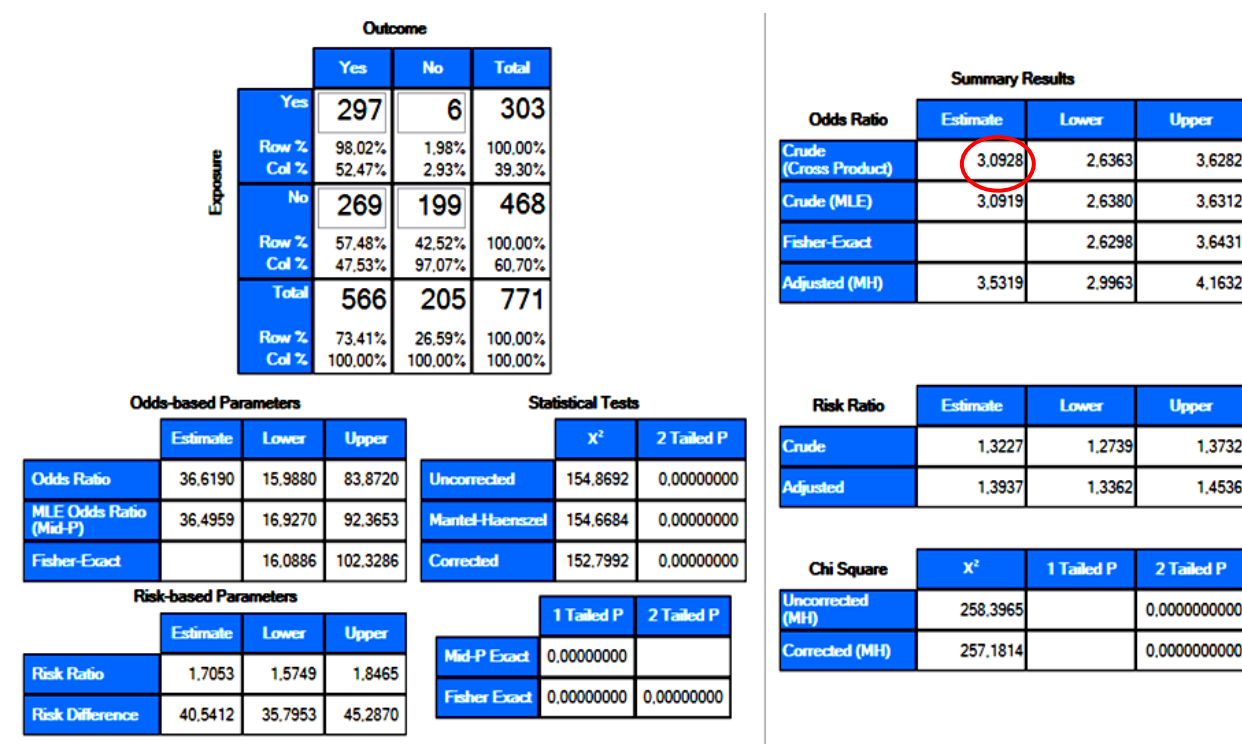 Outcome
Yes No Total
Exposure
Yes 297 6 303
Row % 98,02% 1,98% 100,00%
Col % 52,47% 2,93% 39,30%
No 269 199 468
Row % 57,48% 42,52% 100,00%
Col % 47,53% 97,07% 60,70%
Total 566 205 771
Row % 73,41% 26,59% 100,00%
Col % 100,00% 100,00% 100,00%
Odds-based Parameters
Estimate Lower Upper
Odds Ratio 36,6190 15,9880 83,8720
MLE Odds Ratio
(Mid-P) 36,4959 16,9270 92,3653
Fisher-Exact 16,0886 102,3286
Risk-based Parameters
Estimate Lower Upper
Risk Ratio 1,7053 1,5749 1,8465
Risk Difference 40,5412 35,7953 45,2870
Statistical Tests
X² 2 Tailed P
Uncorrected 154,8692 0,00000000
Mantel-Haenszel 154,6684 0,00000000
Corrected 152,7992 0,00000000
1 Tailed P 2 Tailed P
Mid-P Exact 0,00000000
Fisher Exact 0,00000000 0,00000000
Summary Results
Odds Ratio Estimate Lower Upper
Crude
(Cross Product) 3,0928 2,6363 3,6282
Crude (MLE) 3,0919 2,6380 3,6312
Fisher-Exact 2,6298 3,6431
Adjusted (MH) 3,5319 2,9963 4,1632
Risk Ratio Estimate Lower Upper
Crude 1,3227 1,2739 1,3732
Adjusted 1,3937 1,3362 1,4536
Chi Square X² 1 Tailed P 2 Tailed P
Uncorrected
(MH) 258,3965 0,0000000000
Corrected (MH) 257,1814 0,0000000000